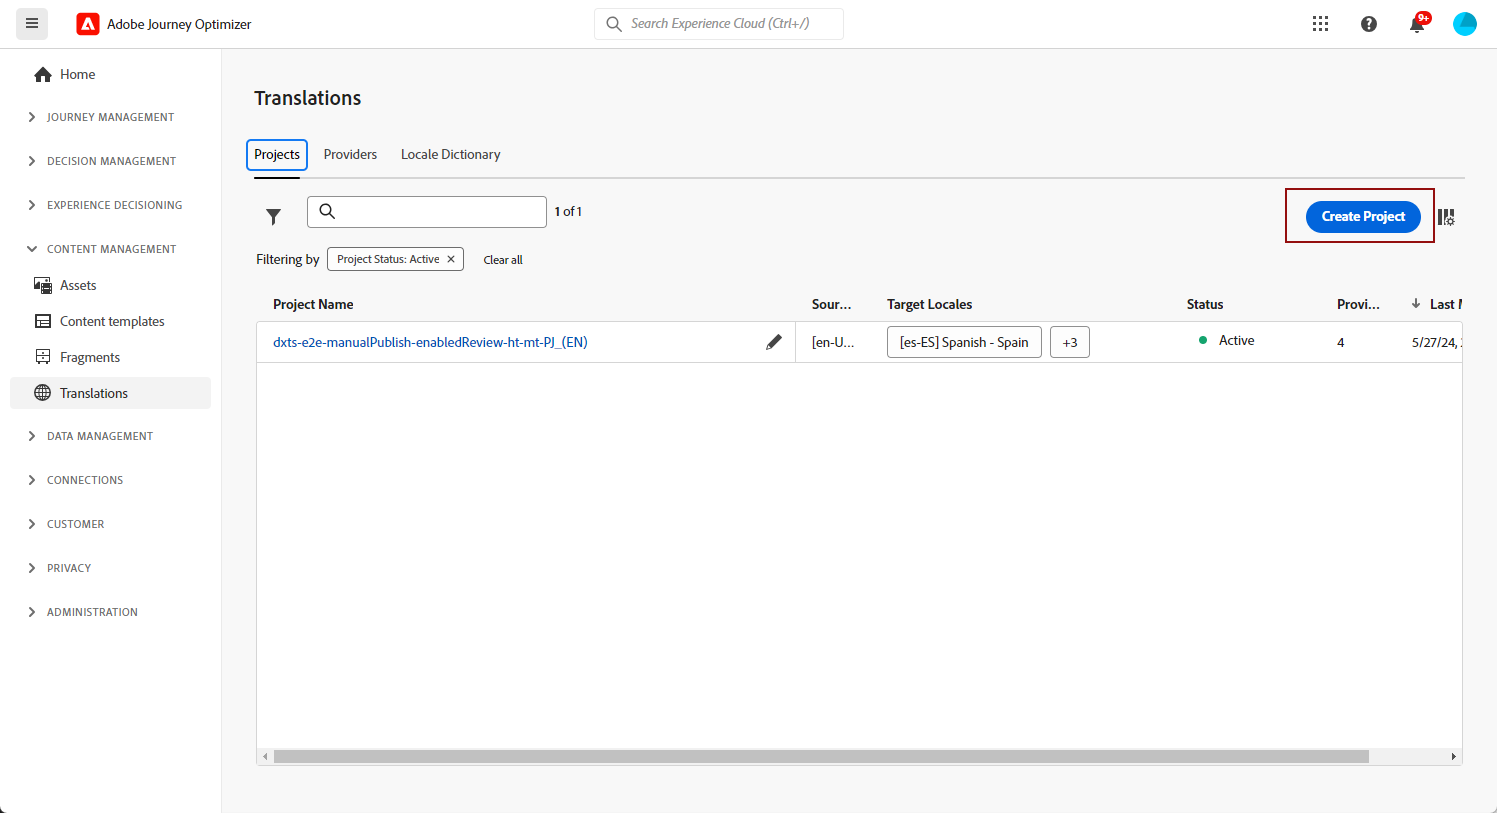 Adobe Journey Optimizer
Search Experience Cloud (Ctrl+/)
9+
Home
JOURNEY MANAGEMENT
DECISION MANAGEMENT
EXPERIENCE DECISIONING
CONTENT MANAGEMENT
Assets
Content templates
Fragments
Translations
DATA MANAGEMENT
CONNECTIONS
CUSTOMER
PRIVACY
ADMINISTRATION
Translations
Projects Providers Locale Dictionary
1 of 1
Create Project
Filtering by Project Status: Active Clear all
Project Name Sour... Target Locales Status Provi... Last
dxts-e2e-manualPublish-enabledReview-ht-mt-PJ_(EN) [en-U... [es-ES] Spanish - Spain +3 Active 4 5/27/24,